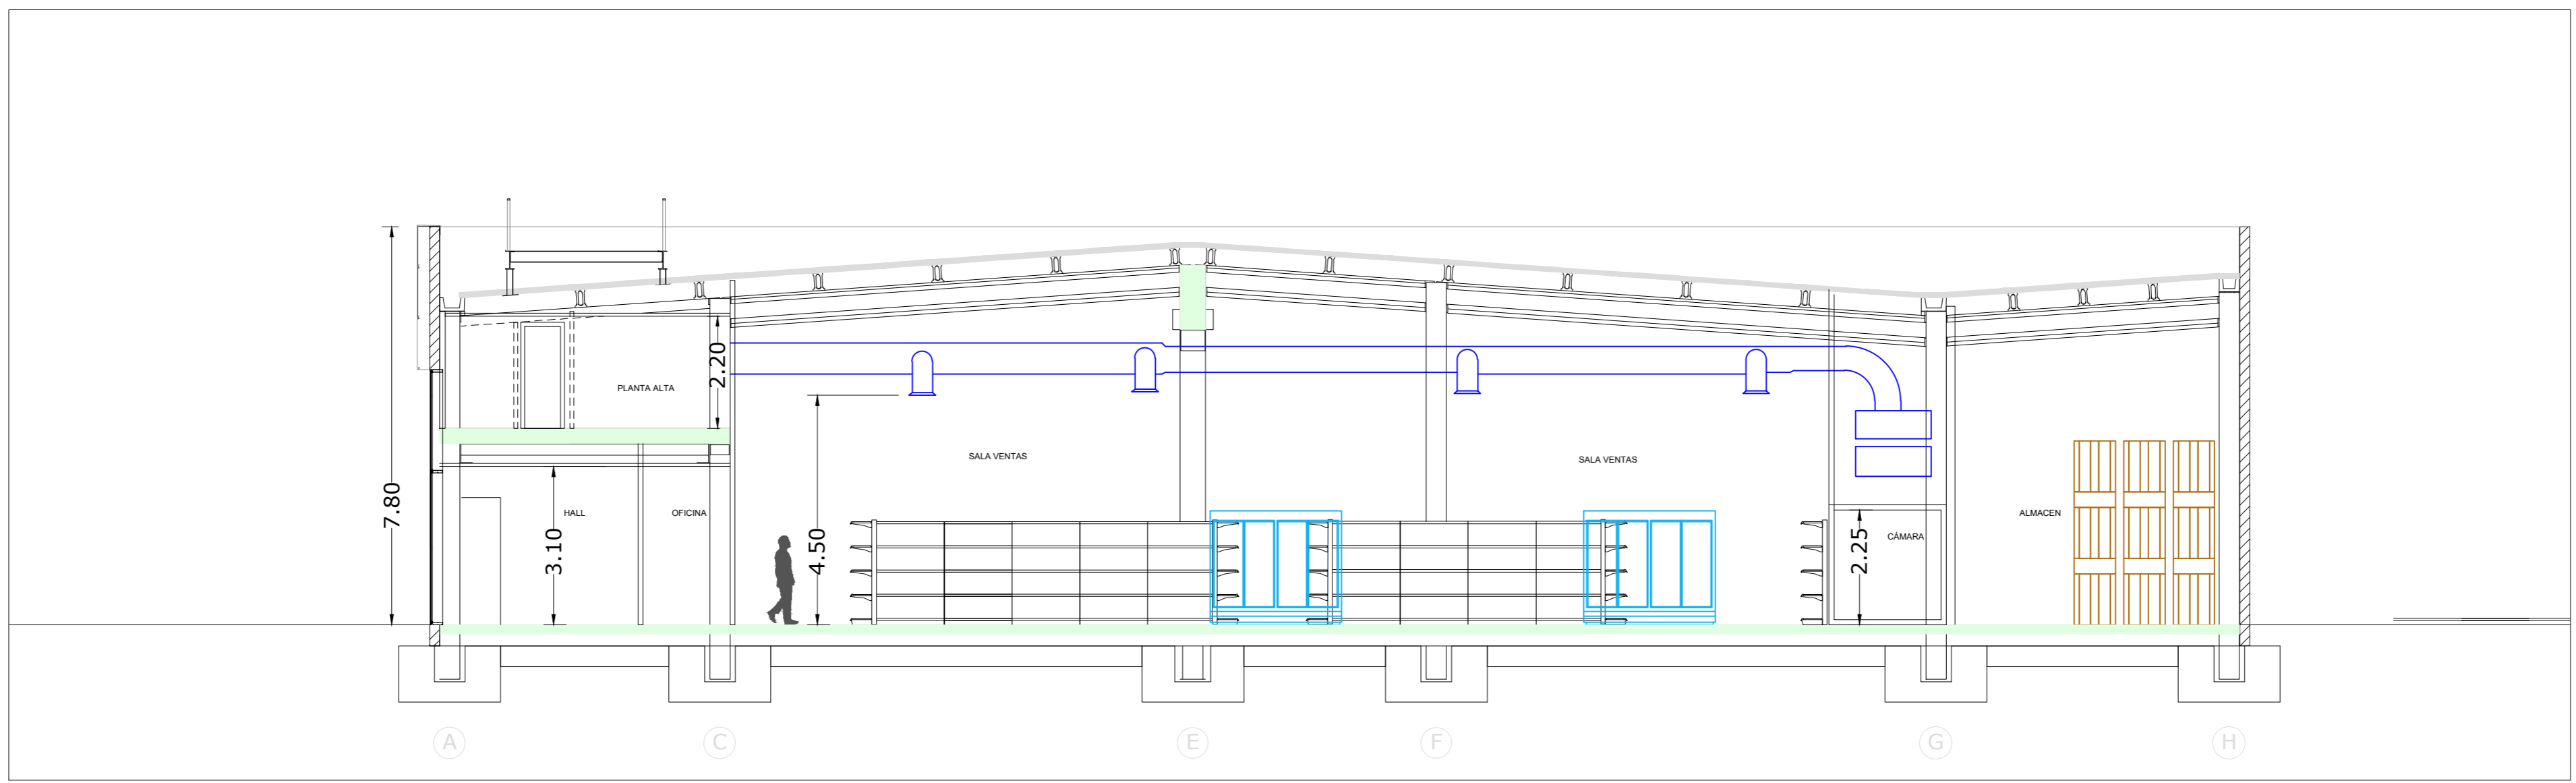 2.20
PLANTA ALTA
SALA VENTAS
SALA VENTAS
7.80
HALL
OFICINA
3.10
4.50
2.25
CÁMARA
ALMACEN
A
C
E
F
G
H